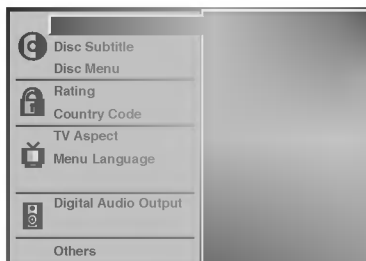 Disc Subtitle
Disc Menu
Rating
Country Code
TV Aspect
Menu Language
Digital Audio Output
Others